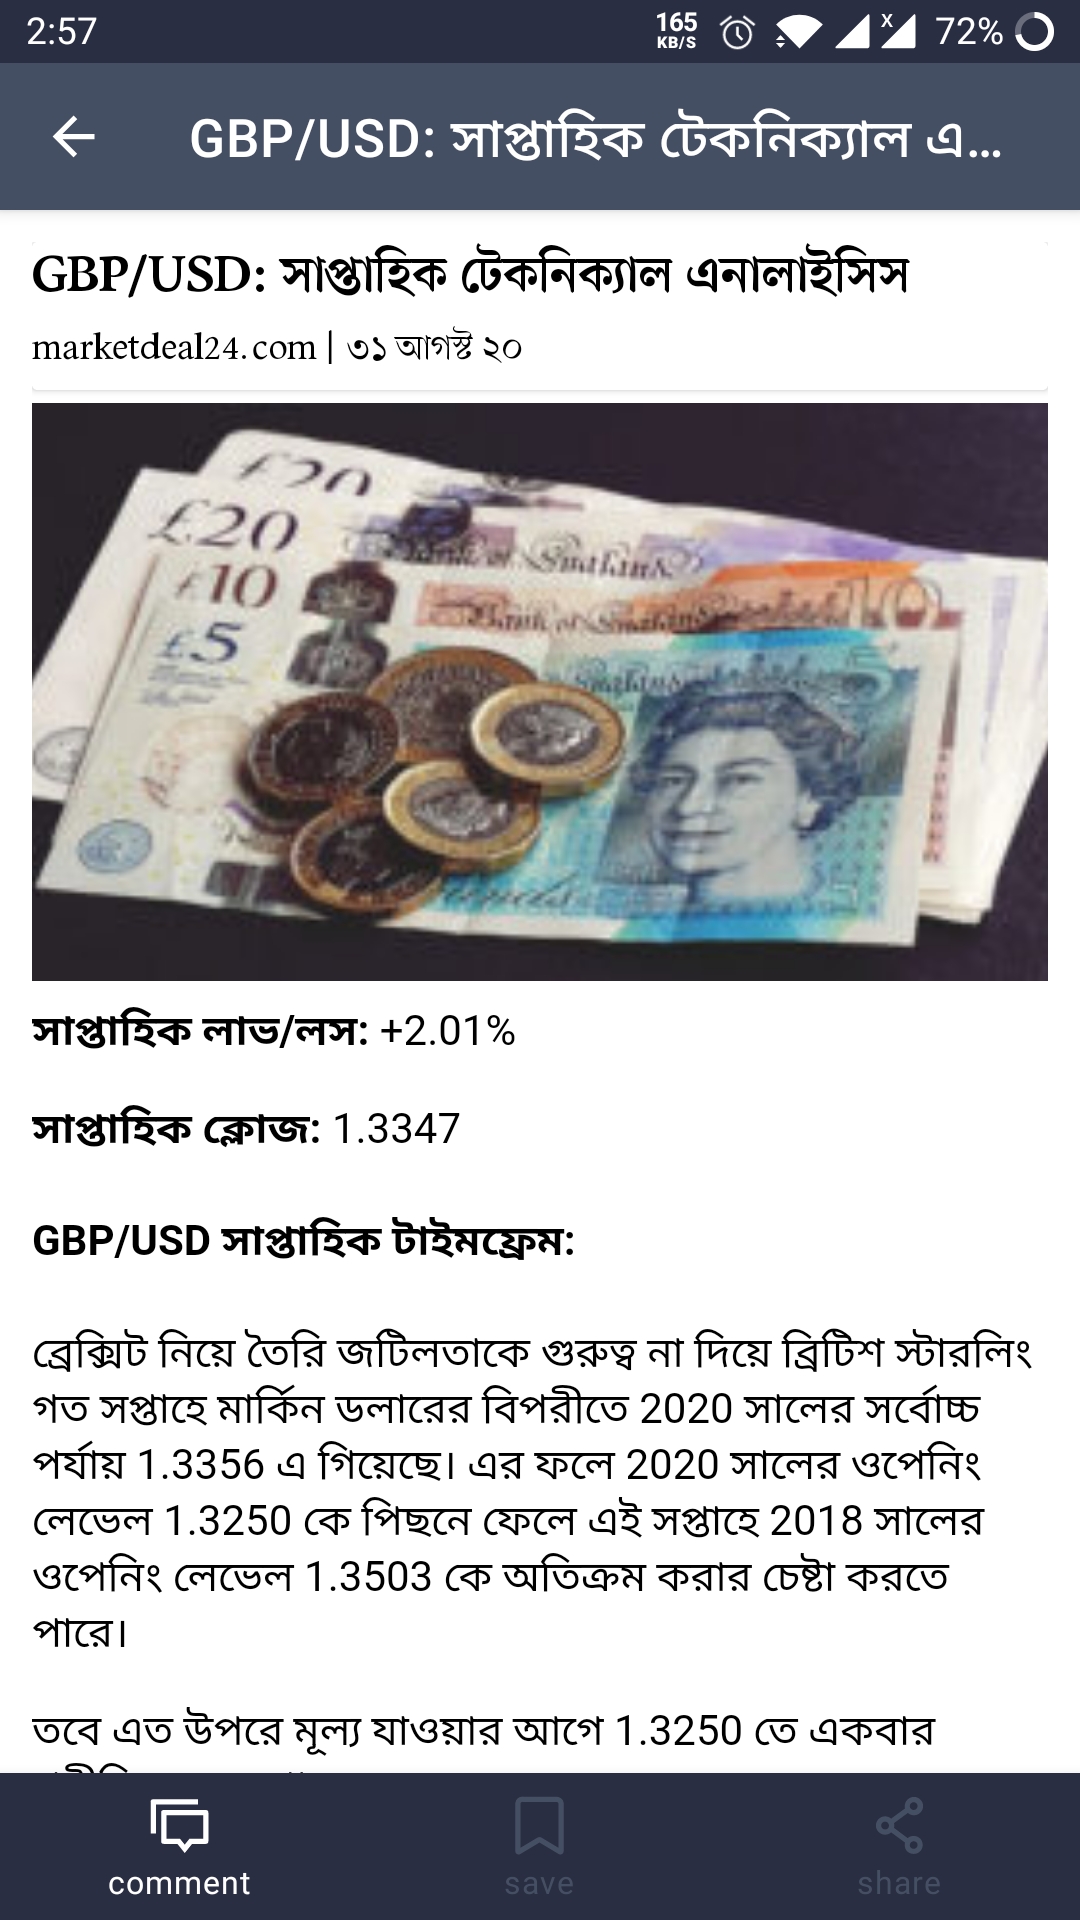 2:57
165
KB/S
X
72%
GBP/USD: সাপ্তাহিক টেকনিক্যাল এ...
GBP/USD: সাপ্তাহিক টেকনিক্যাল এনালাইসিস
marketdeal24.com | ৩১ আগস্ট ২০
£20
£20
£10
10
£5
5
সাপ্তাহিক লাভ/লস: +2.01%
সাপ্তাহিক ক্লোজ: 1.3347
GBP/USD সাপ্তাহিক টাইমফ্রেম:
ব্রেক্সিট নিয়ে তৈরি জটিলতাকে গুরুত্ব না দিয়ে ব্রিটিশ স্টারলিং
গত সপ্তাহে মার্কিন ডলারের বিপরীতে 2020 সালের সর্বোচ্চ
পর্যায় 1.3356 এ গিয়েছে। এর ফলে 2020 সালের ওপেনিং
লেভেল 1.3250 কে পিছনে ফেলে এই সপ্তাহে 2018 সালের
ওপেনিং লেভেল 1.3503 কে অতিক্রম করার চেষ্টা করতে
পারে।
তবে এত উপরে মূল্য যাওয়ার আগে 1.3250 তে একবার
comment
save
share